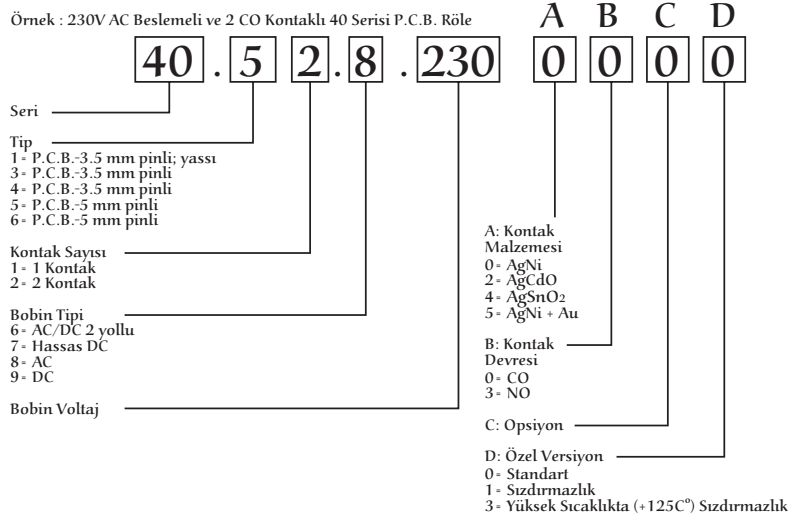 Örnek : 230V AC Beslemeli ve 2 CO Kontaklı 40 Serisi P.C.B. Röle
A B C D
40 . 5 2 . 8 . 230 0 0 0 0
Seri
Tip
1- P.C.B.-3.5 mm pinli; yassı
3- P.C.B.-3.5 mm pinli
4- P.C.B.-3.5 mm pinli
5- P.C.B.-5 mm pinli
6- P.C.B.-5 mm pinli
Kontak Sayısı
1- 1 Kontak
2- 2 Kontak
Bobin Tipi
6- AC/DC 2 yollu
7- Hassas DC
8- AC
9- DC
Bobin Voltaj
A: Kontak
Malzemesi
0- AgNi
2- AgCdO
4- AgSnO2
5- AgNi + Au
B: Kontak
Devresi
0- CO
3- NO
C: Opsiyon
D: Özel Versiyon
0- Standart
1- Sızdırmazlık
3- Yüksek Sıcaklıkta (+125C°) Sızdırmazlık